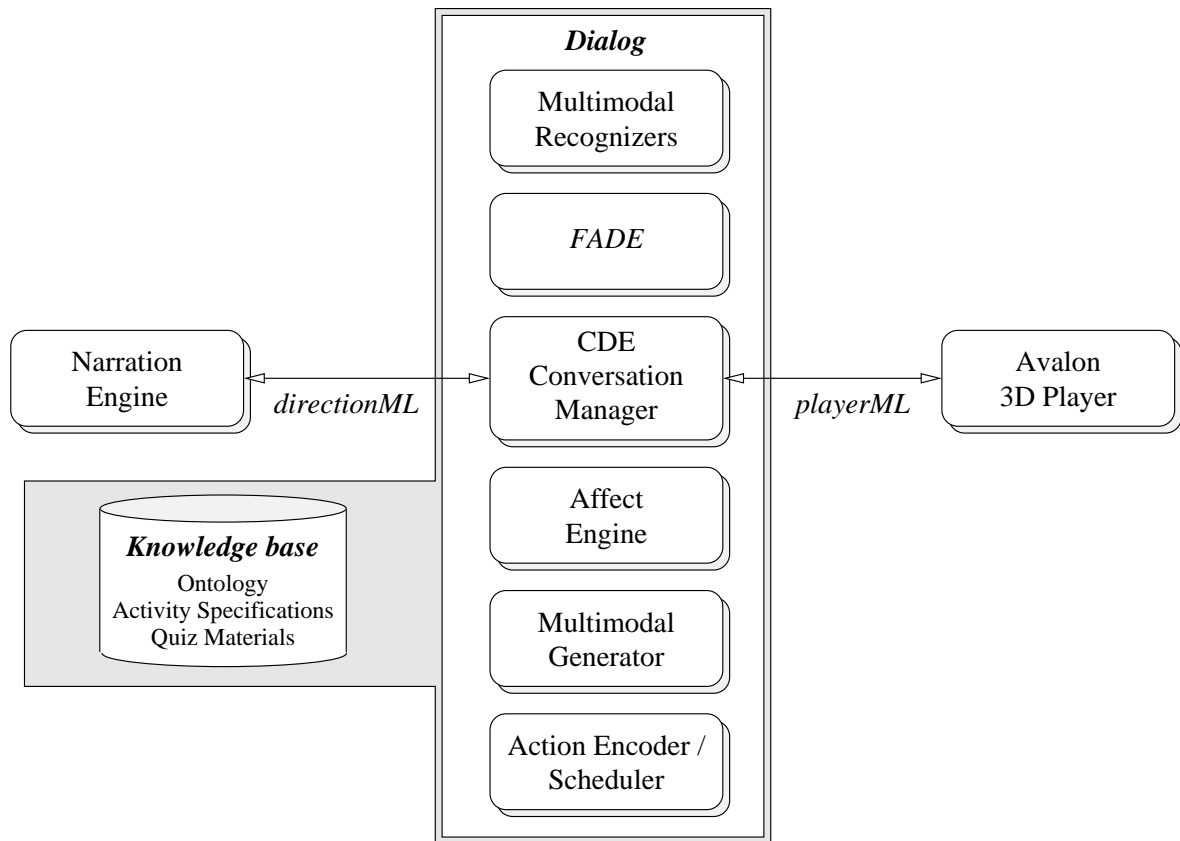 Dialog
Multimodal
Recognizers
FADE
Narration
Engine
directionML
CDE
Conversation
Manager
playerML
Avalon
3D Player
Knowledge base
Ontology
Activity Specifications
Quiz Materials
Affect
Engine
Multimodal
Generator
Action Encoder /
Scheduler